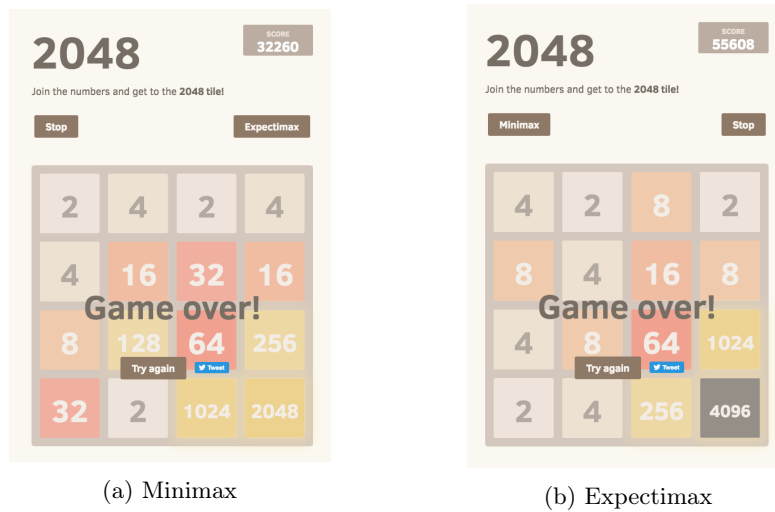 2048
SCORE
32260
Join the numbers and get to the 2048 tile!
Stop
Expectimax
2 4 2 4
4 16 32 16
Game over!
8 128 64 256
Try again
Tweet
32 2 1024 2048
(a) Minimax
2048
SCORE
55608
Join the numbers and get to the 2048 tile!
Minimax
Stop
4 2 8 2
8 4 16 8
Game over!
4 8 64 1024
Try again
Tweet
2 4 256 4096
(b) Expectimax